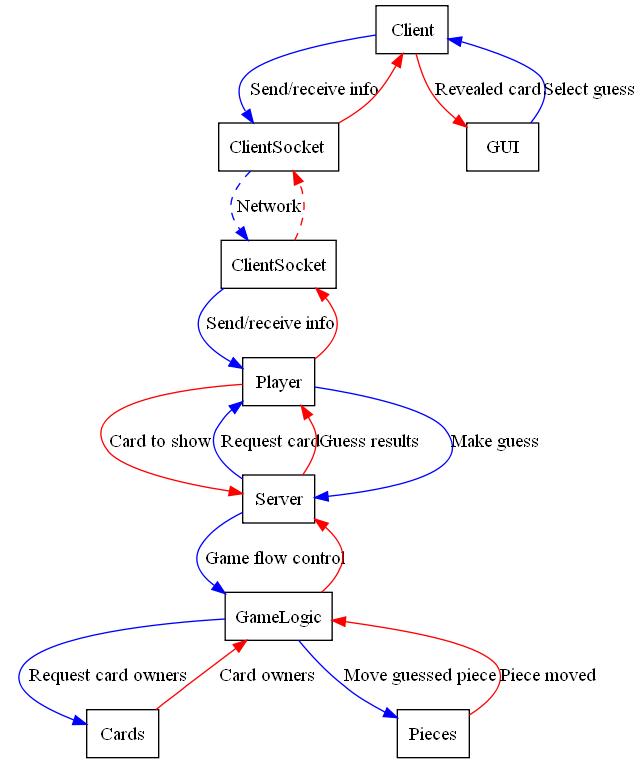 Client
Send/receive info
Revealed card
Select guess
ClientSocket
GUI
Network
ClientSocket
Send/receive info
Player
Card to show
Request card
Guess results
Make guess
Server
Game flow control
GameLogic
Request card owners
Card owners
Move guessed piece
Piece moved
Cards
Pieces